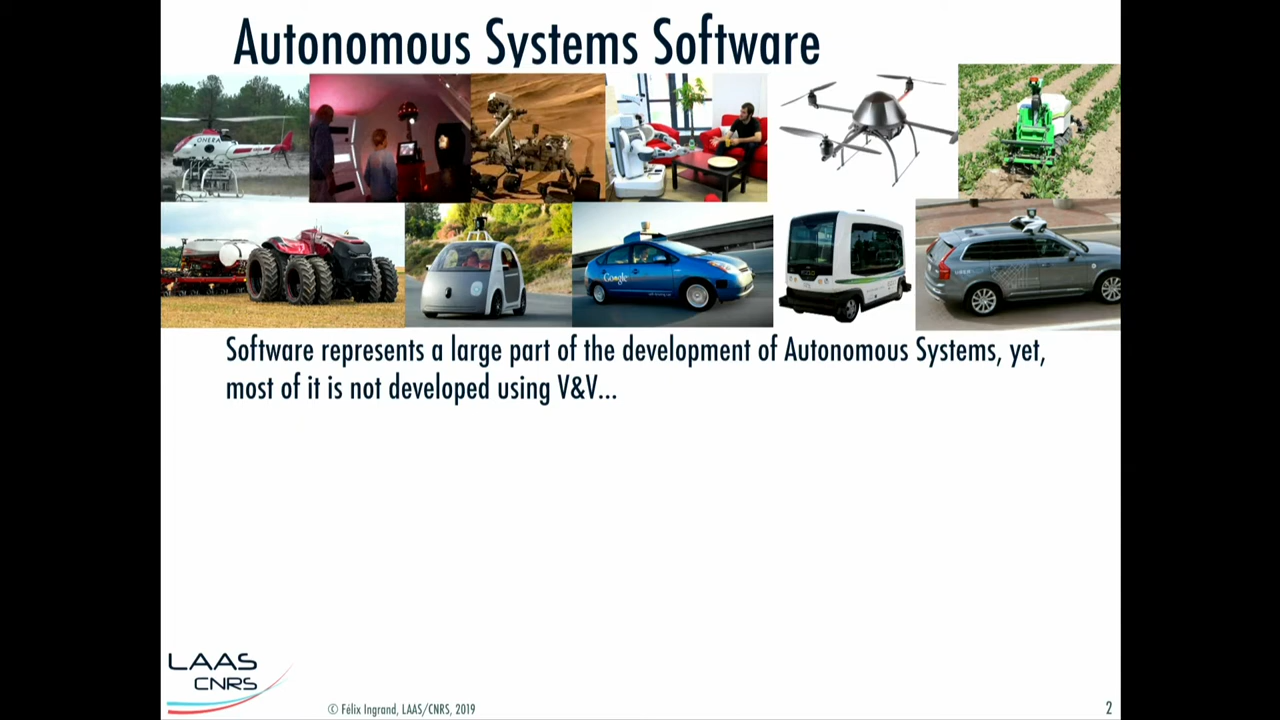 Autonomous Systems Software
ONERA
Google
UBER
Software represents a large part of the development of Autonomous Systems, yet,
most of it is not developed using V&V...
LAAS
CNRS
© Félix Ingrand, LAAS/CNRS, 2019
2